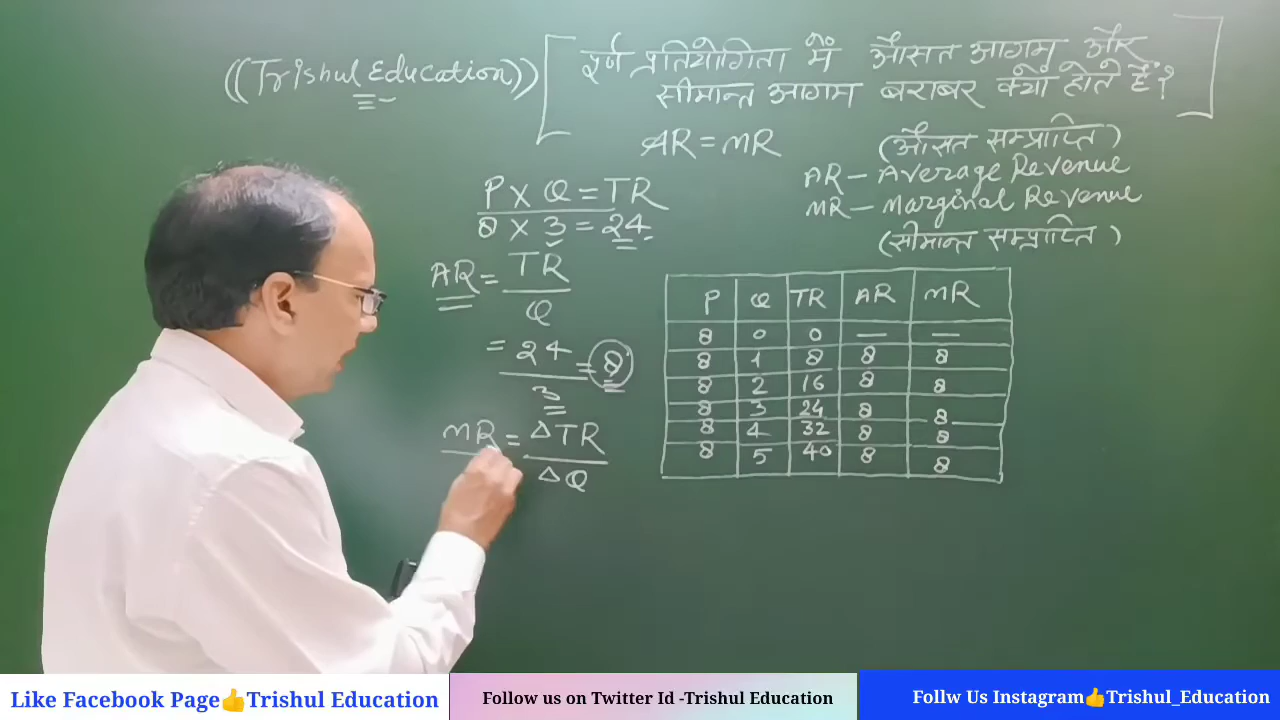 ((Trishul Education))
पूर्ण प्रतियोगिता में औसत आगम और
सीमान्त आगम बराबर क्यों होते हैं?
AR = MR
(औसत सम्प्राप्ति)
AR – Average Revenue
MR – Marginal Revenue
(सीमान्त सम्प्राप्ति)
P X Q = TR
8 X 3 = 24
AR = TR
Q
= 24 = 8
3
MR = ΔTR
ΔQ
P Q TR AR MR
8 0 0 — —
8 1 8 8 8
8 2 16 8 8
8 3 24 8 8
8 4 32 8 8
8 5 40 8 8
Like Facebook Page👍Trishul Education
Follow us on Twitter Id -Trishul Education
Follw Us Instagram👍Trishul_Education